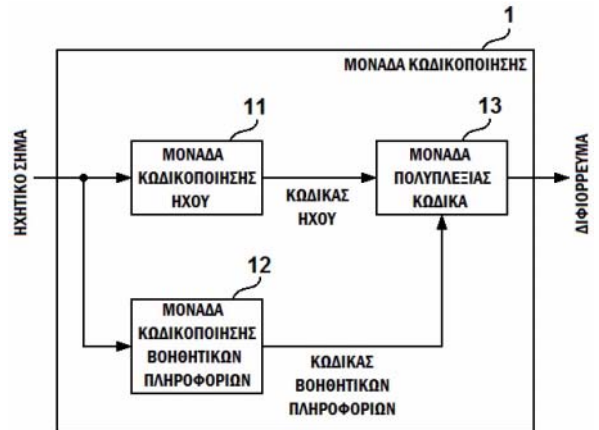 1
ΜΟΝΑΔΑ ΚΩΔΙΚΟΠΟΙΗΣΗΣ
11
13
ΗΧΗΤΙΚΟ ΣΗΜΑ
ΜΟΝΑΔΑ
ΚΩΔΙΚΟΠΟΙΗΣΗΣ
ΗΧΟΥ
ΚΩΔΙΚΑΣ
ΗΧΟΥ
ΜΟΝΑΔΑ
ΠΟΛΥΠΛΕΞΙΑΣ
ΚΩΔΙΚΑ
ΔΙΦΙΟΡΡΕΥΜΑ
12
ΜΟΝΑΔΑ
ΚΩΔΙΚΟΠΟΙΗΣΗΣ
ΒΟΗΘΗΤΙΚΩΝ
ΠΛΗΡΟΦΟΡΙΩΝ
ΚΩΔΙΚΑΣ
ΒΟΗΘΗΤΙΚΩΝ
ΠΛΗΡΟΦΟΡΙΩΝ